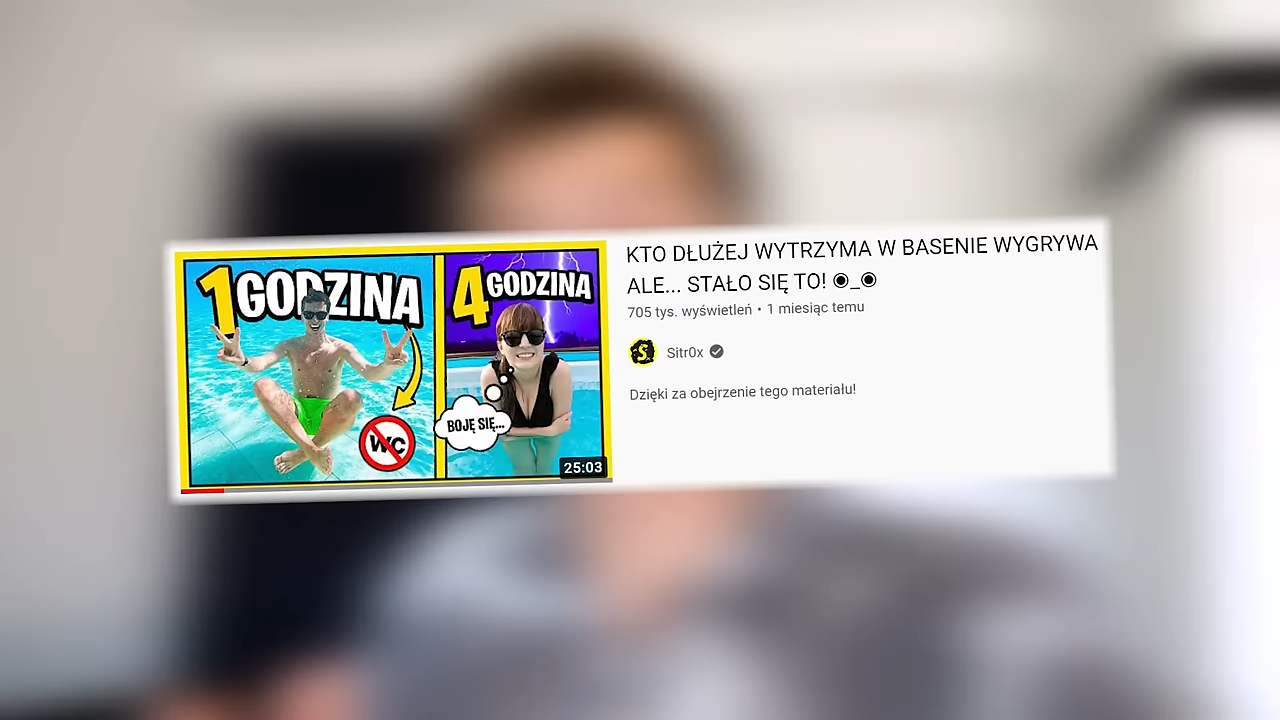 1 GODZINA
4 GODZINA
BOJĘ SIĘ...
WC
25:03
KTO DŁUŻEJ WYTRZYMA W BASENIE WYGRYWA
ALE... STAŁO SIĘ TO! ◉_◉
705 tys. wyświetleń • 1 miesiąc temu
S
Sitr0x
Dzięki za obejrzenie tego materiału!